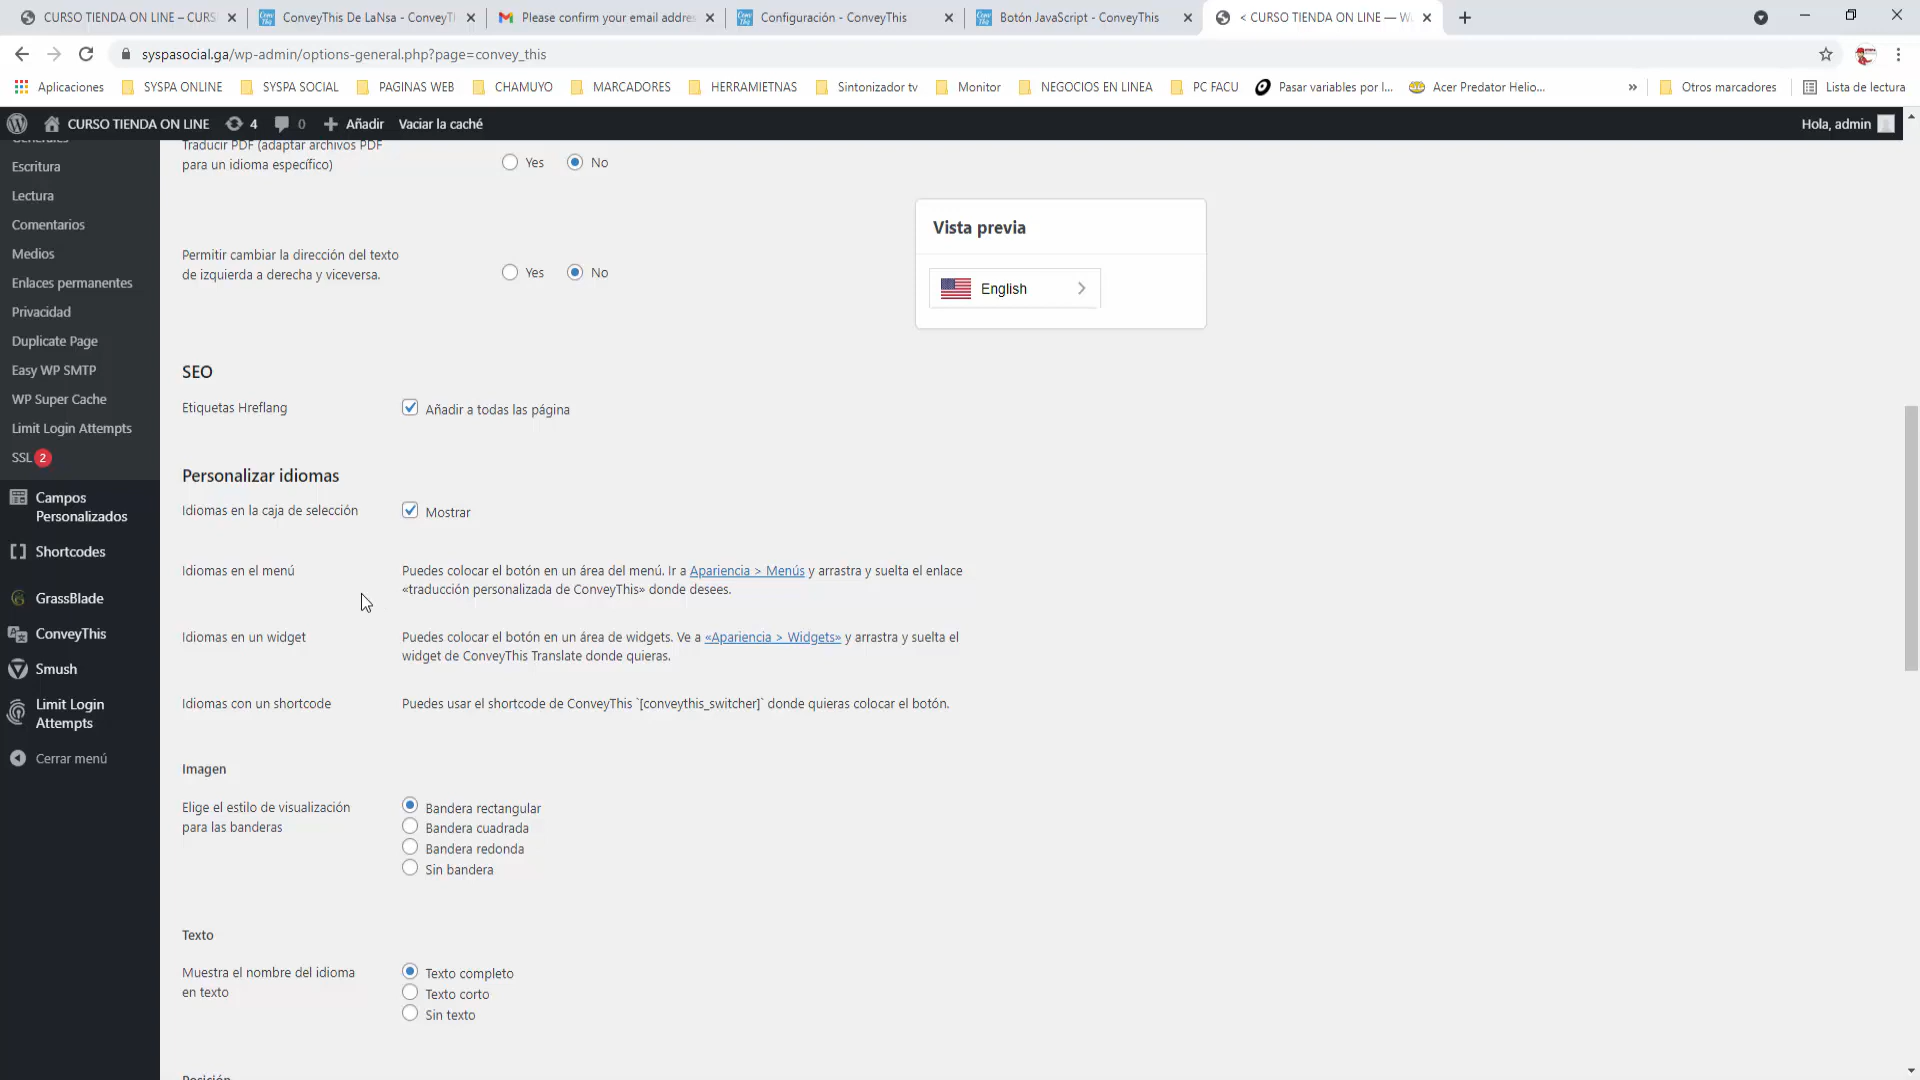 CURSO TIENDA ON LINE – CURS
ConveyThis De LaNsa - ConveyTh
Please confirm your email addres
Configuración - ConveyThis
Botón JavaScript - ConveyThis
< CURSO TIENDA ON LINE — W
syspasocial.ga/wp-admin/options-general.php?page=convey_this
Aplicaciones
SYSPA ONLINE
SYSPA SOCIAL
PAGINAS WEB
CHAMUYO
MARCADORES
HERRAMIETNAS
Sintonizador tv
Monitor
NEGOCIOS EN LINEA
PC FACU
Pasar variables por l...
Acer Predator Helio...
»
Otros marcadores
Lista de lectura
CURSO TIENDA ON LINE
4
0
Añadir
Vaciar la caché
Hola, admin
Generales
Escritura
Lectura
Comentarios
Medios
Enlaces permanentes
Privacidad
Duplicate Page
Easy WP SMTP
WP Super Cache
Limit Login Attempts
SSL 2
Campos
Personalizados
Shortcodes
GrassBlade
ConveyThis
Smush
Limit Login
Attempts
Cerrar menú
Traducir PDF (adaptar archivos PDF
para un idioma específico)
Yes No
Permitir cambiar la dirección del texto
de izquierda a derecha y viceversa.
Yes No
Vista previa
English
SEO
Etiquetas Hreflang
Añadir a todas las página
Personalizar idiomas
Idiomas en la caja de selección
Mostrar
Idiomas en el menú
Puedes colocar el botón en un área del menú. Ir a Apariencia > Menús y arrastra y suelta el enlace
«traducción personalizada de ConveyThis» donde desees.
Idiomas en un widget
Puedes colocar el botón en un área de widgets. Ve a «Apariencia > Widgets» y arrastra y suelta el
widget de ConveyThis Translate donde quieras.
Idiomas con un shortcode
Puedes usar el shortcode de ConveyThis `[conveythis_switcher]` donde quieras colocar el botón.
Imagen
Elige el estilo de visualización
para las banderas
Bandera rectangular
Bandera cuadrada
Bandera redonda
Sin bandera
Texto
Muestra el nombre del idioma
en texto
Texto completo
Texto corto
Sin texto
Posición